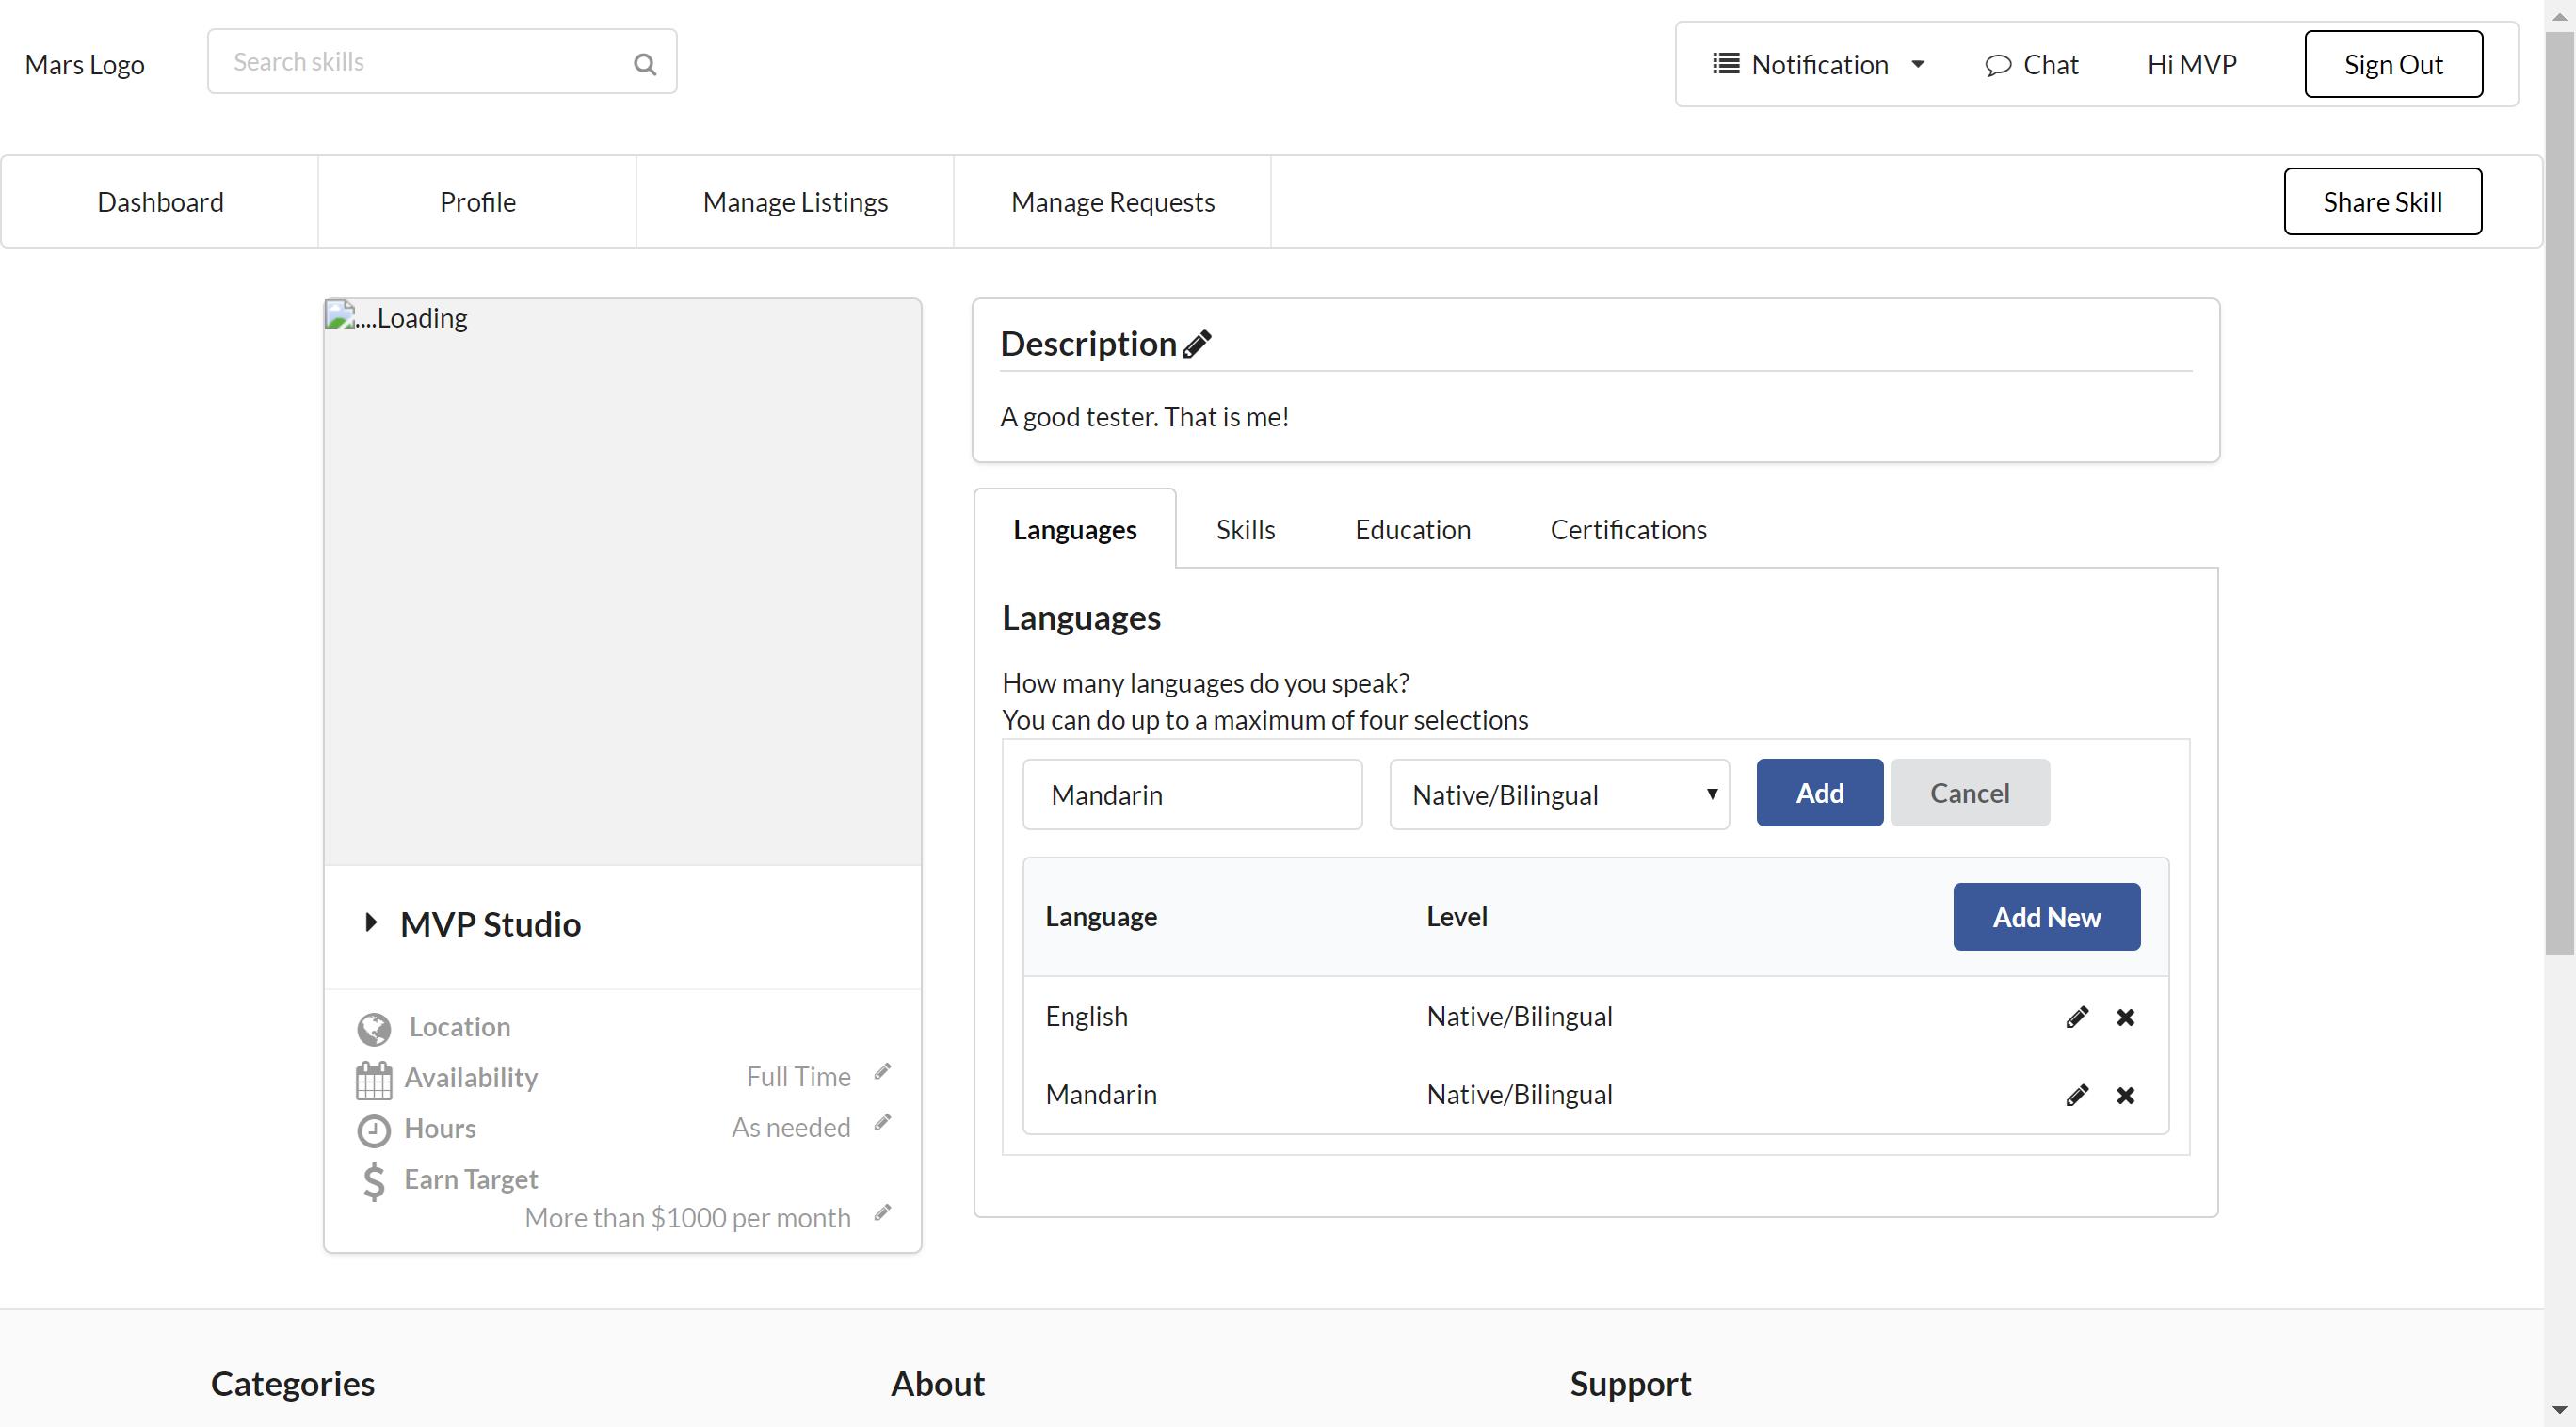 Mars Logo
Search skills
Notification
Chat
Hi MVP
Sign Out
Dashboard
Profile
Manage Listings
Manage Requests
Share Skill
....Loading
MVP Studio
Location
Availability
Full Time
Hours
As needed
Earn Target
More than $1000 per month
Description
A good tester. That is me!
Languages
Skills
Education
Certifications
Languages
How many languages do you speak?
You can do up to a maximum of four selections
Mandarin
Native/Bilingual
Add
Cancel
Language
Level
Add New
English
Native/Bilingual
Mandarin
Native/Bilingual
Categories
About
Support